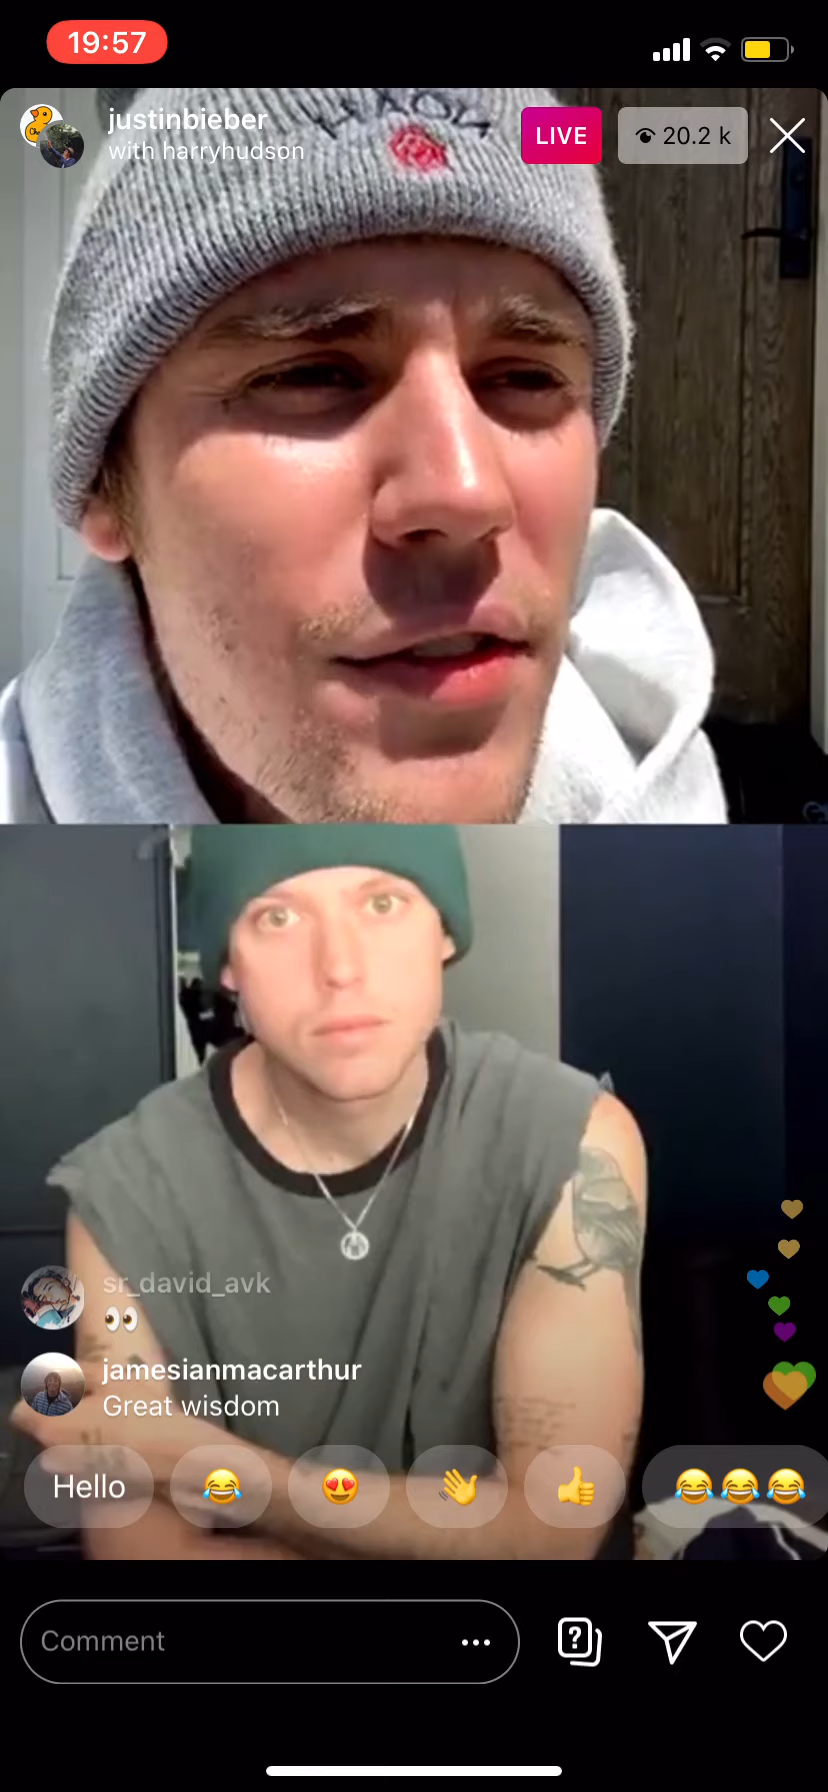 19:57
justinbieber
with harryhudson
LIVE
20.2 k
sr_david_avk
👀
jamesianmacarthur
Great wisdom
Hello
😂
😍
👋
👍
😂😂😂
Comment